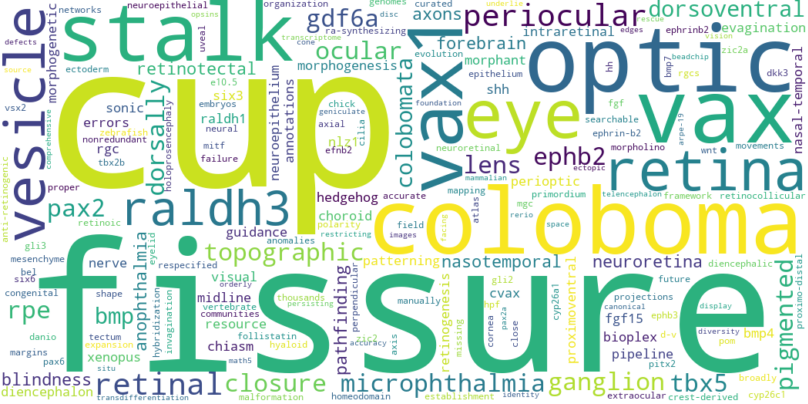 neuroepithelial
networks
opsins
organization
genomes
curated
disc
stalk
uveal
ra-synthesizing
transcriptome
cone
gdf6a
axons
periocular
underlie
rescue
edges
ephrinb2
dorsoventral
evagination
zic2a
defects
morphogenetic
ectoderm
retinotectal
ocular
morphogenesis
evolution
forebrain
intraretinal
morphant
epithelium
optic
hh
bmp7
vision
beadchip
rgcs
dkk3
source
vsx2
cup
e10.5
six3
chick
geniculate
colobomata
vax1
shh
eye
fgf
searchable
ephrin-b2
arpe-19
vax
nasal-temporal
vesicle
comprehensive
sonic
errors
nonredundant
rgc
zebrafish
tbx2b
dorsally
holoprosencephaly
raldh1
embryos
neural
mitf
failure
neuroepithelium
annotations
axial
nlz1
cilia
efnb2
foundation
neuroretinal
morpholino
wnt
movements
ectopic
lens
ephb2
mammalian
perioptic
mapping
atlas
primordium
mgc
rerio
telencephalon
space
retina
framework
retinocollicular
anti-retinogenic
proper
pax2
retinoic
raldh3
hedgehog
accurate
choroid
polarity
restricting
field
images
facing
coloboma
gli3
mesenchyme
bel
six6
congenital
eyelid
anomalies
guidance
topographic
patterning
nasotemporal
neuroretina
diencephalic
pigmented
proximo-distal
nerve
shape
anophthalmia
respecified
hybridization
invagination
visual
orderly
vertebrate
communities
midline
thousands
persisting
pathfinding
perpendicular
manually
retinogenesis
missing
gli2
hpf
cvax
cornea
pax2a
close
cyp26a1
proximoventral
future
projections
canonical
ephb3
fgf15
d-v
display
fissure
rpe
bmp
danio
tectum
margins
expansion
xenopus
pax6
situ
resource
follistatin
chiasm
zic2
hyaloid
math5
accuracy
axis
bioplex
pipeline
diversity
bmp4
pom
pitx2
broadly
blindness
diencephalon
retinal
transdifferentiation
closure
malformation
microphthalmia
homeodomain
establishment
identity
ganglion
extraocular
tbx5
crest-derived
cyp26c1